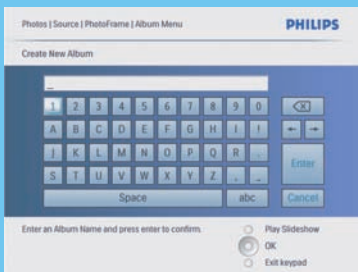 Photos | Source | PhotoFrame | Album Menu PHILIPS
Create New Album
_
1 2 3 4 5 6 7 8 9 0
A B C D E F G H I !
J K L M N O P Q R .
S T U V W X Y Z , _
Enter
Space abc Cancel
Enter an Album Name and press enter to confirm.
Play Slideshow
OK
Exit keypad